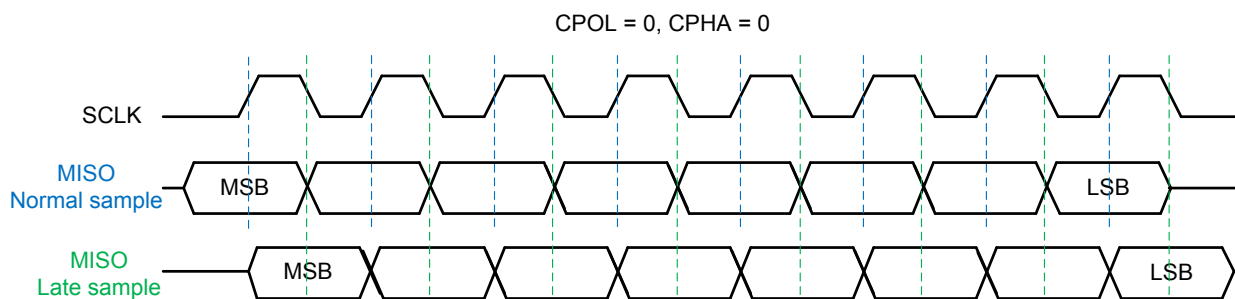 CPOL = 0, CPHA = 0
SCLK
MISO
Normal sample
MSB
LSB
MISO
Late sample
MSB
LSB